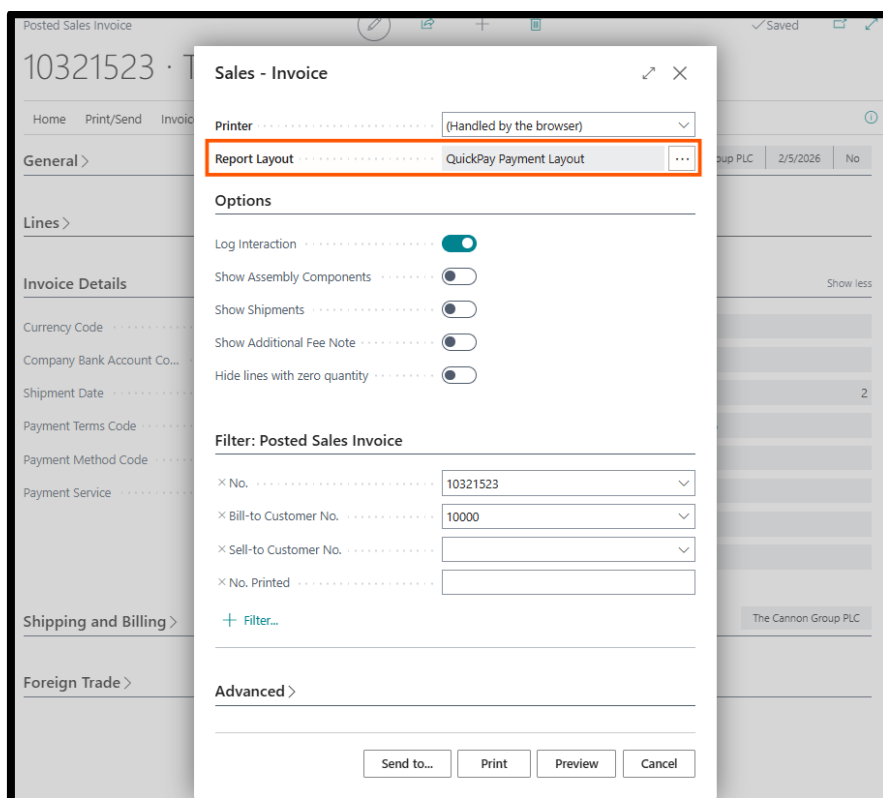 Posted Sales Invoice
Saved
10321523 · T
Sales - Invoice
Home Print/Send Invoic
Printer (Handled by the browser)
Report Layout QuickPay Payment Layout ...
General
oup PLC 2/5/2026 No
Options
Lines
Log Interaction
Show Assembly Components
Invoice Details
Show less
Show Shipments
Currency Code
Show Additional Fee Note
Company Bank Account Co...
Hide lines with zero quantity
Shipment Date 2
Payment Terms Code
Filter: Posted Sales Invoice
Payment Method Code
No. 10321523
Payment Service
Bill-to Customer No. 10000
Sell-to Customer No.
No. Printed
Shipping and Billing
Filter...
The Cannon Group PLC
Foreign Trade
Advanced
Send to... Print Preview Cancel